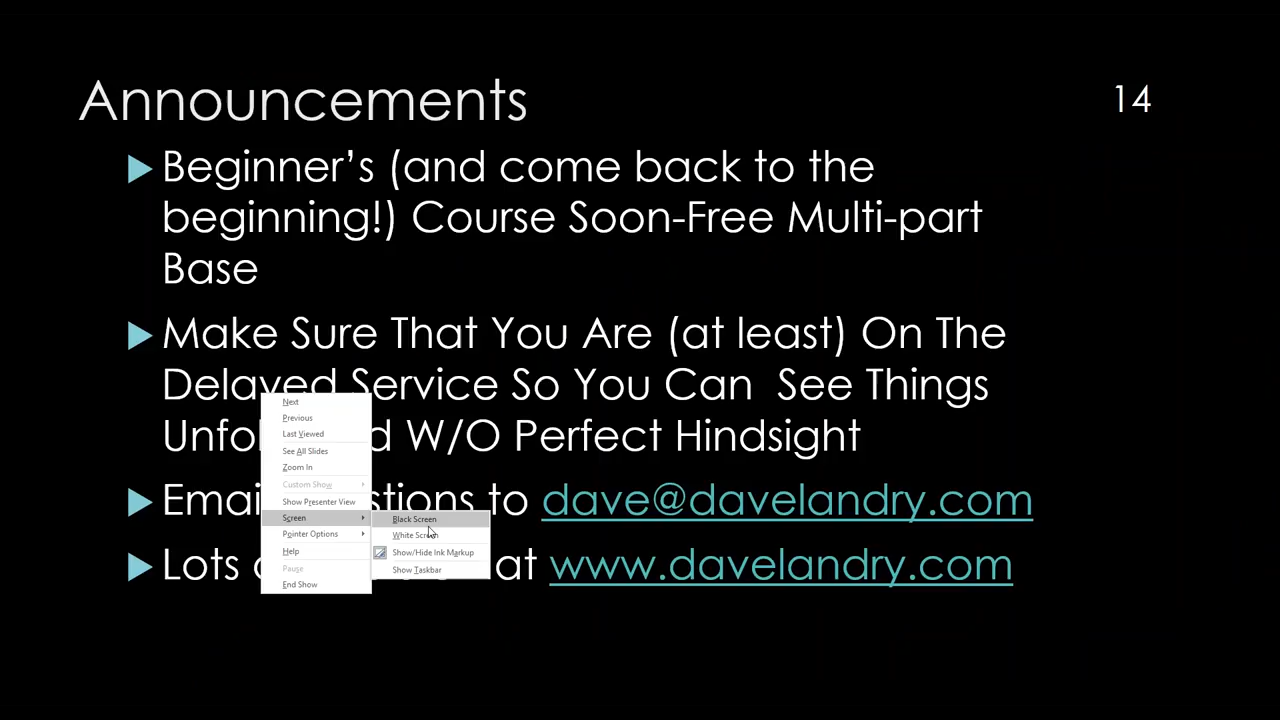 Announcements
14
Beginner's (and come back to the
beginning!) Course Soon-Free Multi-part
Base
Make Sure That You Are (at least) On The
Delayed Service So You Can See Things
W/O Perfect Hindsight
to dave@davelandry.com
Lots at www.davelandry.com
Next
Previous
Last Viewed
See All Slides
Zoom In
Custom Show
Show Presenter View
Screen
Pointer Options
Help
Pause
End Show
Black Screen
White Screen
Show/Hide Ink Markup
Show Taskbar